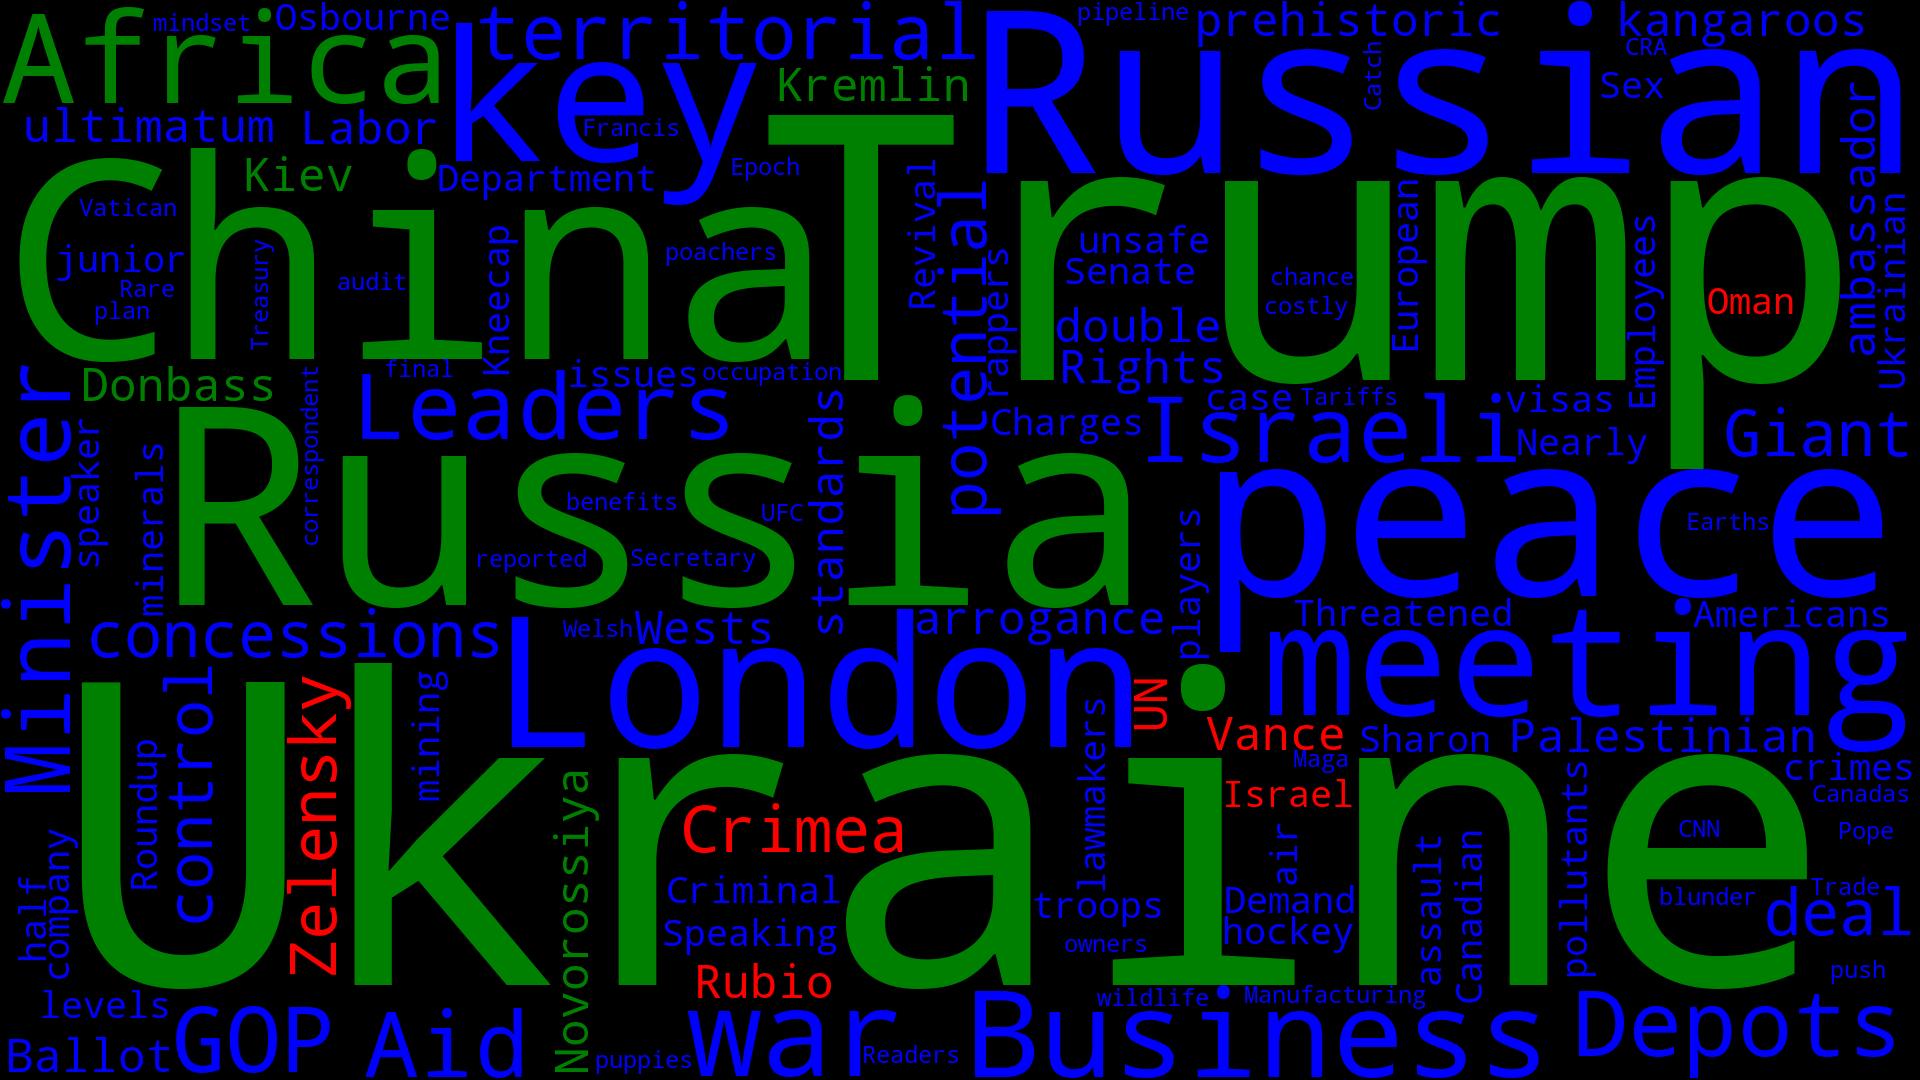 Africa
mindset
Osbourne
territorial
key
Russian
pipeline
prehistoric
kangaroos
CRA
Catch
Sex
Kremlin
ultimatum
Labor
Francis
ambassador
China
Kiev
Department
Epoch
Trump
Vatican
junior
Rare
plan
Treasury
audit
Kneecap
poachers
Revival
potential
rappers
unsafe
Senate
chance
costly
European
Employees
Oman
Ukrainian
double
Rights
final
issues
occupation
Donbass
Leaders
correspondent
Minister
speaker
minerals
Russia
standards
Charges
case
Tariffs
visas
Israeli
Nearly
Giant
peace
Earths
benefits
UFC
reported
Secretary
players
concessions
Welsh
Wests
arrogance
Threatened
Americans
London
meeting
UN
Vance
Sharon
Palestinian
Maga
Israel
crimes
Canadas
Ukraine
Roundup
control
Zelensky
mining
Novorossiya
Crimea
Criminal
Speaking
Rubio
lawmakers
troops
owners
air
Demand
hockey
assault
Canadian
pollutants
CNN
Pope
blunder
Trade
deal
push
half
company
levels
Ballot
GOP
Aid
puppies
war
Readers
wildlife
Manufacturing
Business
Depots